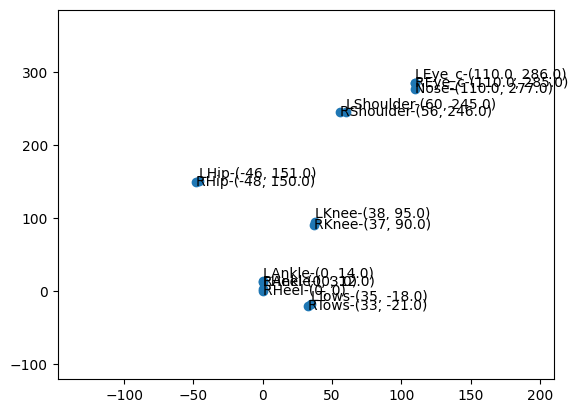 300
200
100
0
−100
−100
−50
0
50
100
150
200
LEye_c-(110.0, 286.0)
REye_c-(110.0, 285.0)
Nose-(110.0, 277.0)
LShoulder-(60, 245.0)
RShoulder-(56, 246.0)
LHip-(-46, 151.0)
RHip-(-48, 150.0)
LKnee-(38, 95.0)
RKnee-(37, 90.0)
LAnkle-(0, 14.0)
RHeel-(0, 0)
LTows-(35, -18.0)
RTows-(33, -21.0)